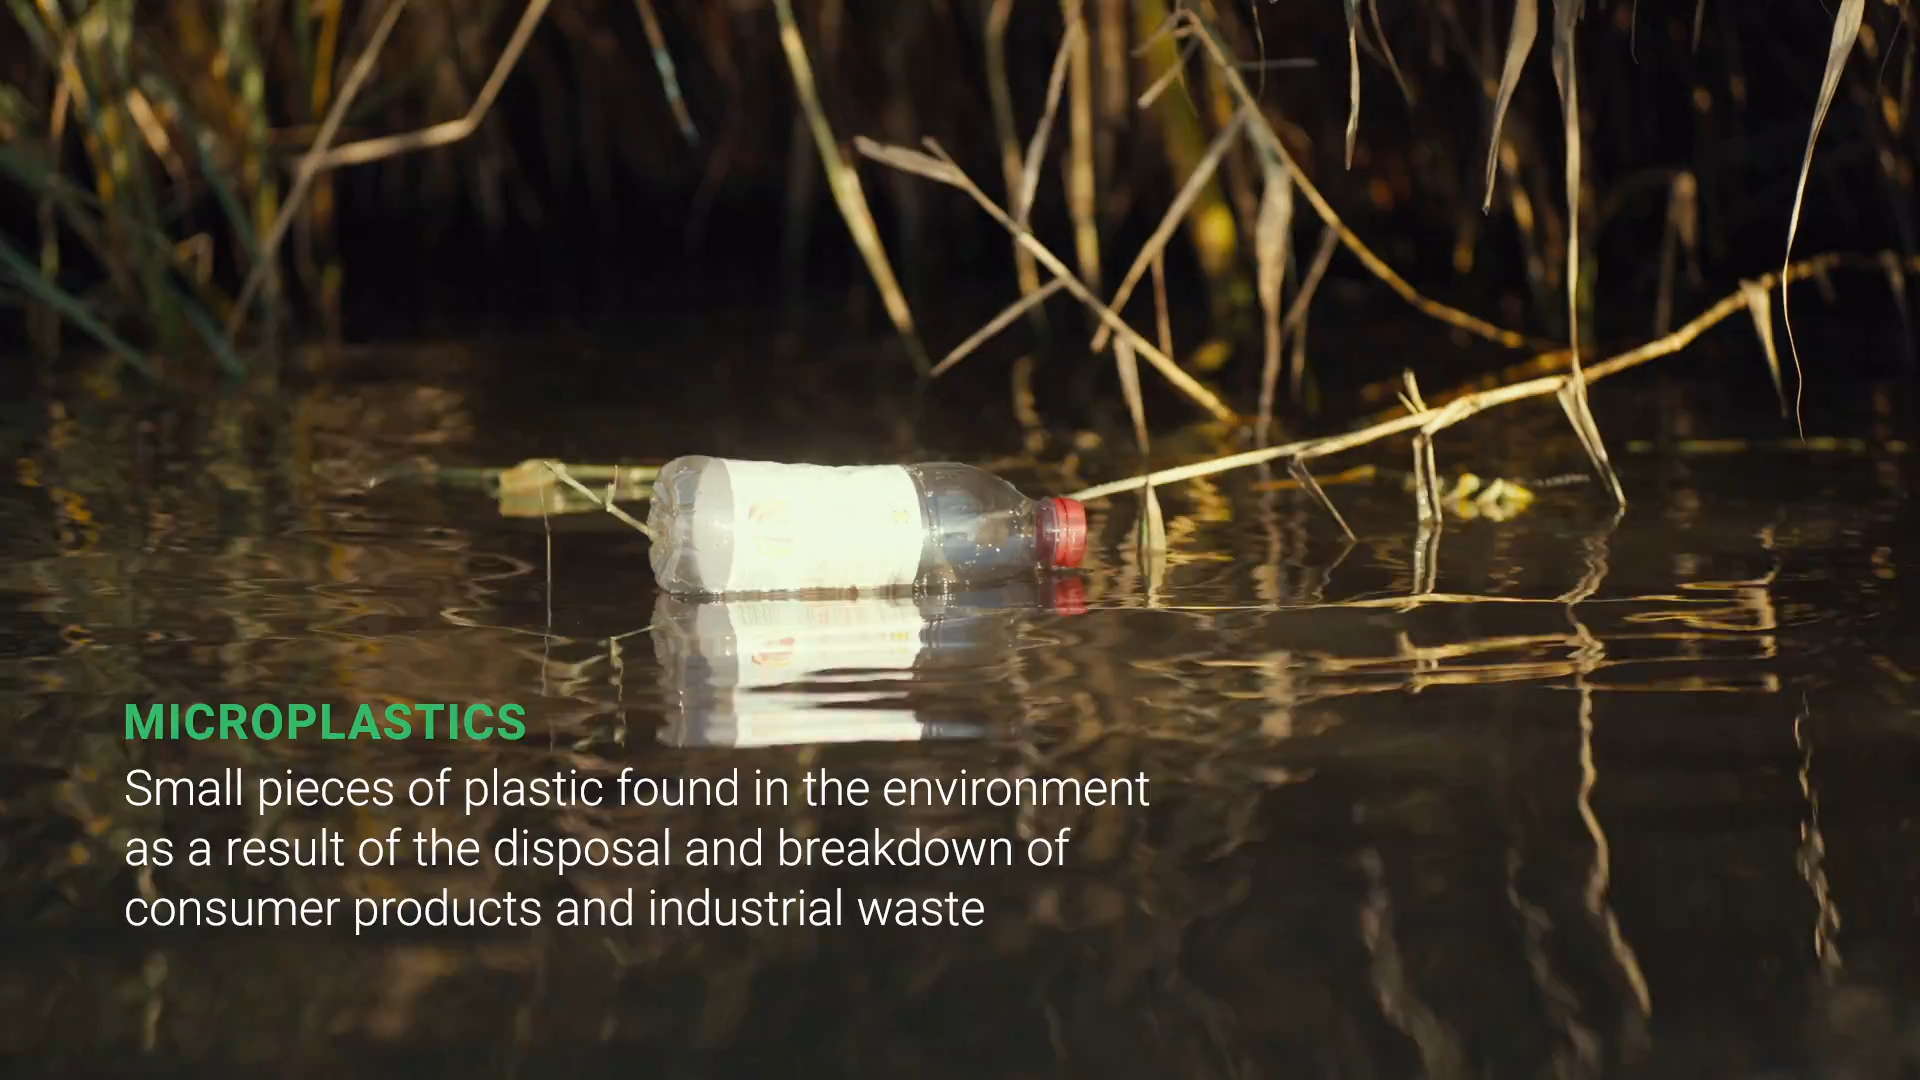 MICROPLASTICS
Small pieces of plastic found in the environment
as a result of the disposal and breakdown of
consumer products and industrial waste